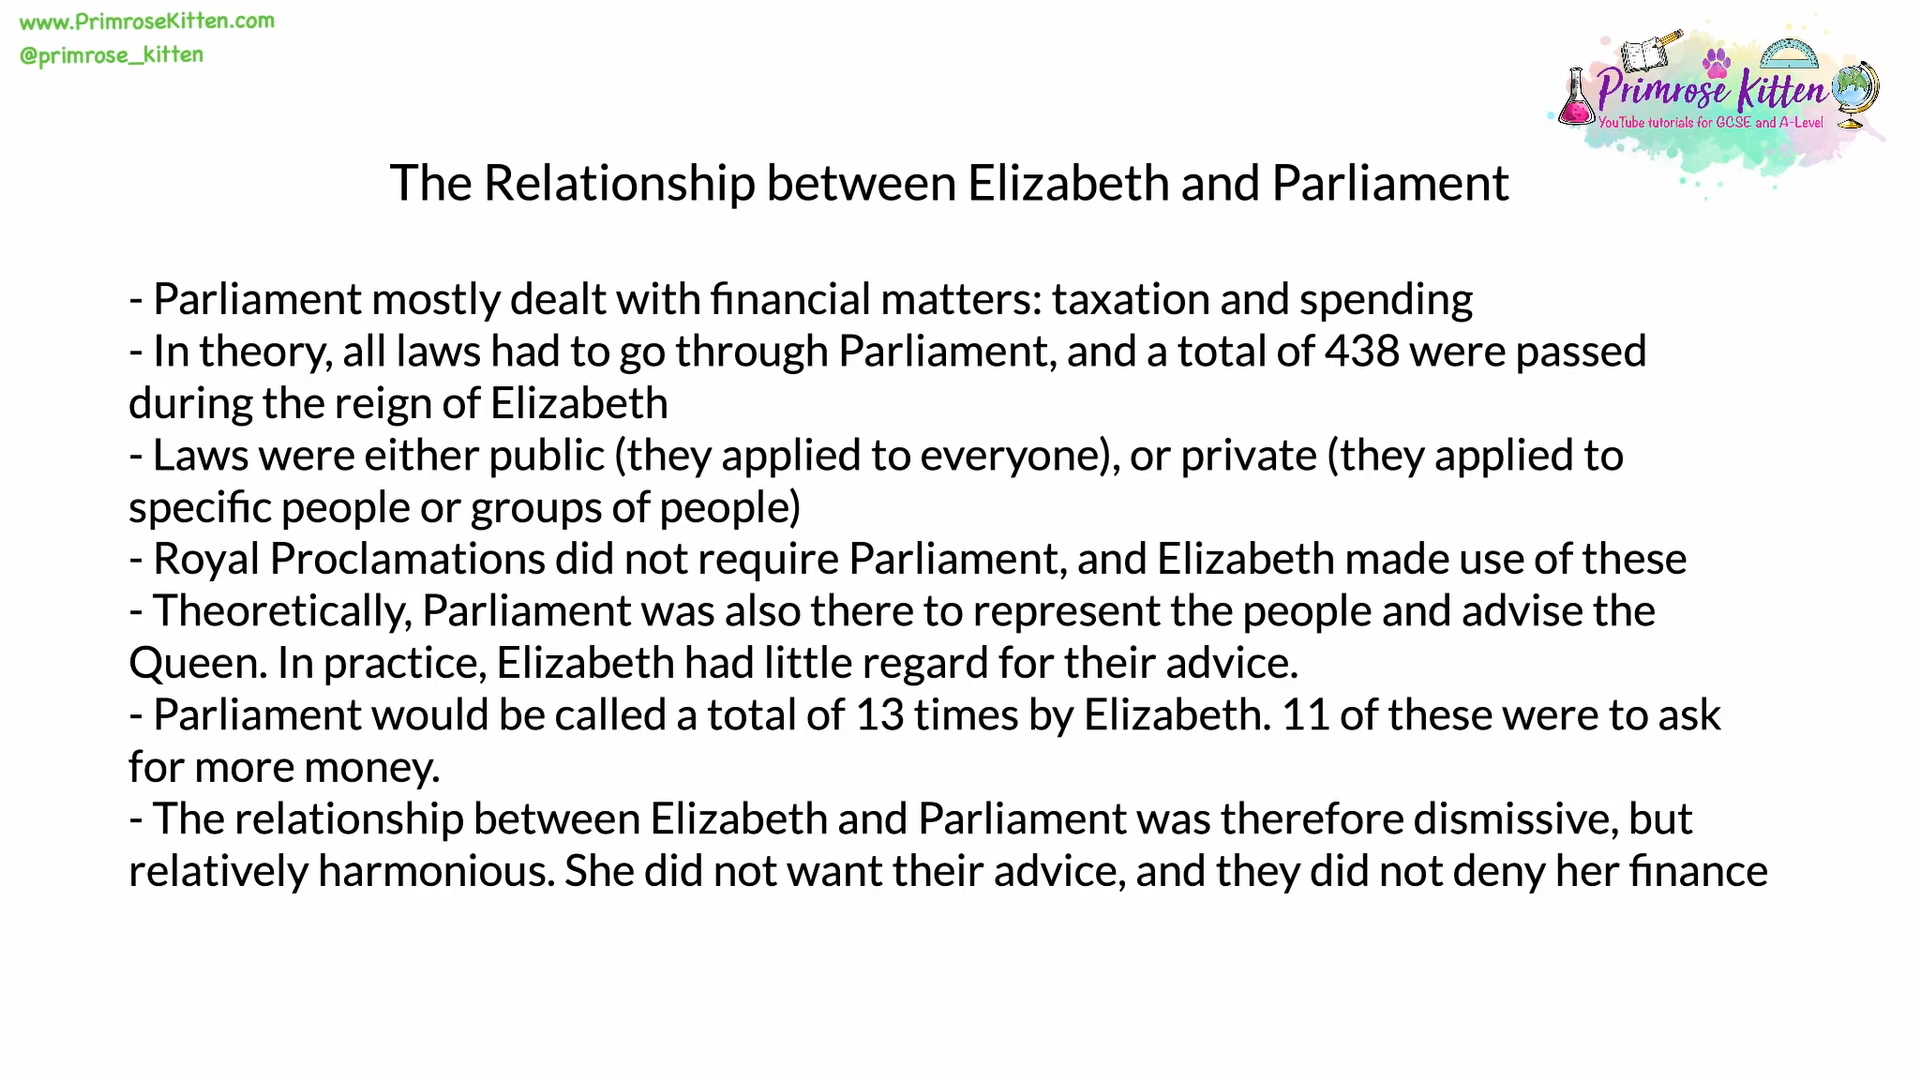 www.PrimroseKitten.com
@primrose_kitten
Primrose Kitten
YouTube tutorials for GCSE and A-Level
The Relationship between Elizabeth and Parliament
- Parliament mostly dealt with financial matters: taxation and spending
- In theory, all laws had to go through Parliament, and a total of 438 were passed
during the reign of Elizabeth
- Laws were either public (they applied to everyone), or private (they applied to
specific people or groups of people)
- Royal Proclamations did not require Parliament, and Elizabeth made use of these
- Theoretically, Parliament was also there to represent the people and advise the
Queen. In practice, Elizabeth had little regard for their advice.
- Parliament would be called a total of 13 times by Elizabeth. 11 of these were to ask
for more money.
- The relationship between Elizabeth and Parliament was therefore dismissive, but
relatively harmonious. She did not want their advice, and they did not deny her finance